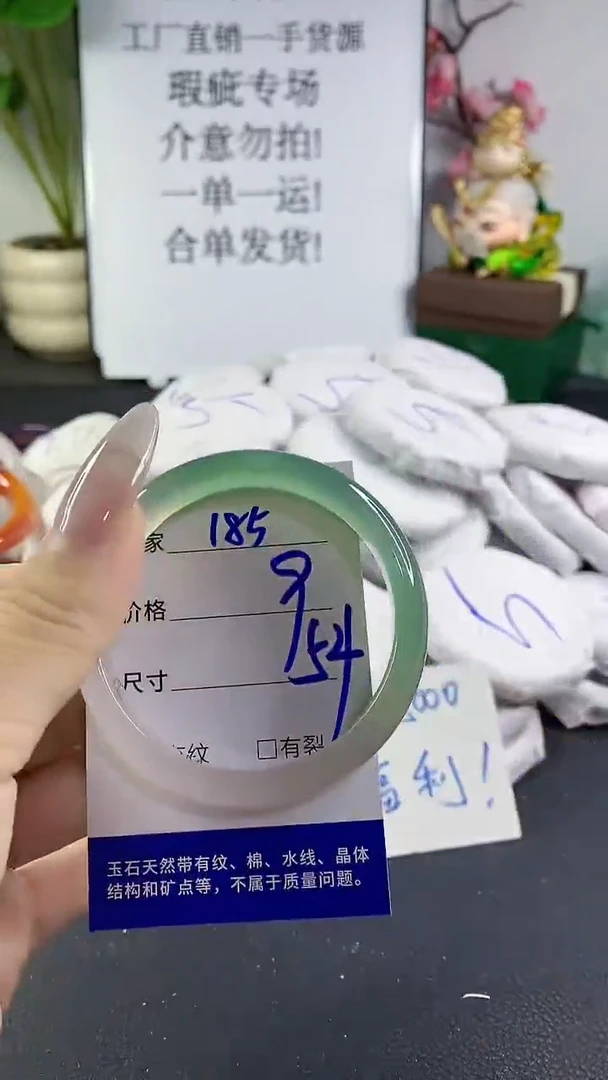 工厂直销一手货源
瑕疵专场
介意勿拍!
一单一运!
合单发货!
家 185
价格
尺寸 54
纹 □有裂
000
利!
玉石天然带有纹、棉、水线、晶体
结构和矿点等，不属于质量问题。